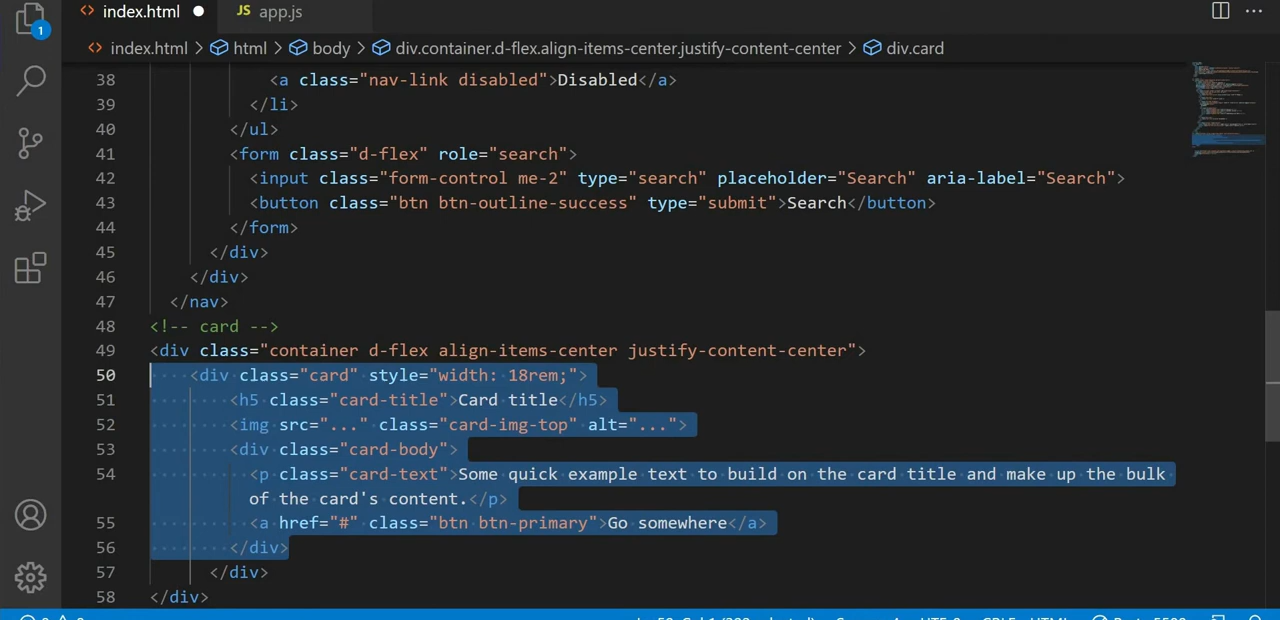 1
index.html
JS app.js
index.html > html > body > div.container.d-flex.align-items-center.justify-content-center > div.card
38 <a class="nav-link disabled">Disabled</a>
39 </li>
40 </ul>
41 <form class="d-flex" role="search">
42 <input class="form-control me-2" type="search" placeholder="Search" aria-label="Search">
43 <button class="btn btn-outline-success" type="submit">Search</button>
44 </form>
45 </div>
46 </div>
47 </nav>
48 <!-- card -->
49 <div class="container d-flex align-items-center justify-content-center">
50 <div class="card" style="width: 18rem;">
51 <h5 class="card-title">Card title</h5>
52 <img src="..." class="card-img-top" alt="...">
53 <div class="card-body">
54 <p class="card-text">Some quick example text to build on the card title and make up the bulk
of the card's content.</p>
55 <a href="#" class="btn btn-primary">Go somewhere</a>
56 </div>
57 </div>
58 </div>